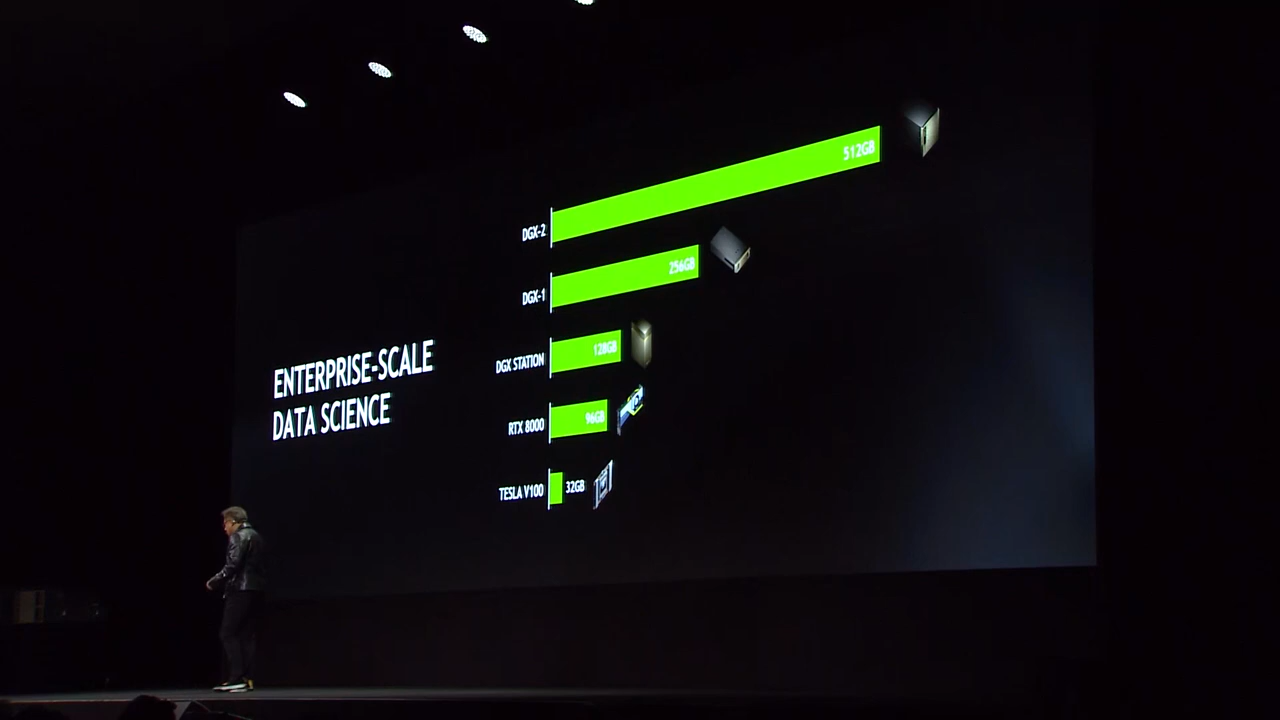 ENTERPRISE-SCALE
DATA SCIENCE
DGX-2 512GB
DGX-1 256GB
DGX STATION 128GB
RTX 8000 96GB
TESLA V100 32GB